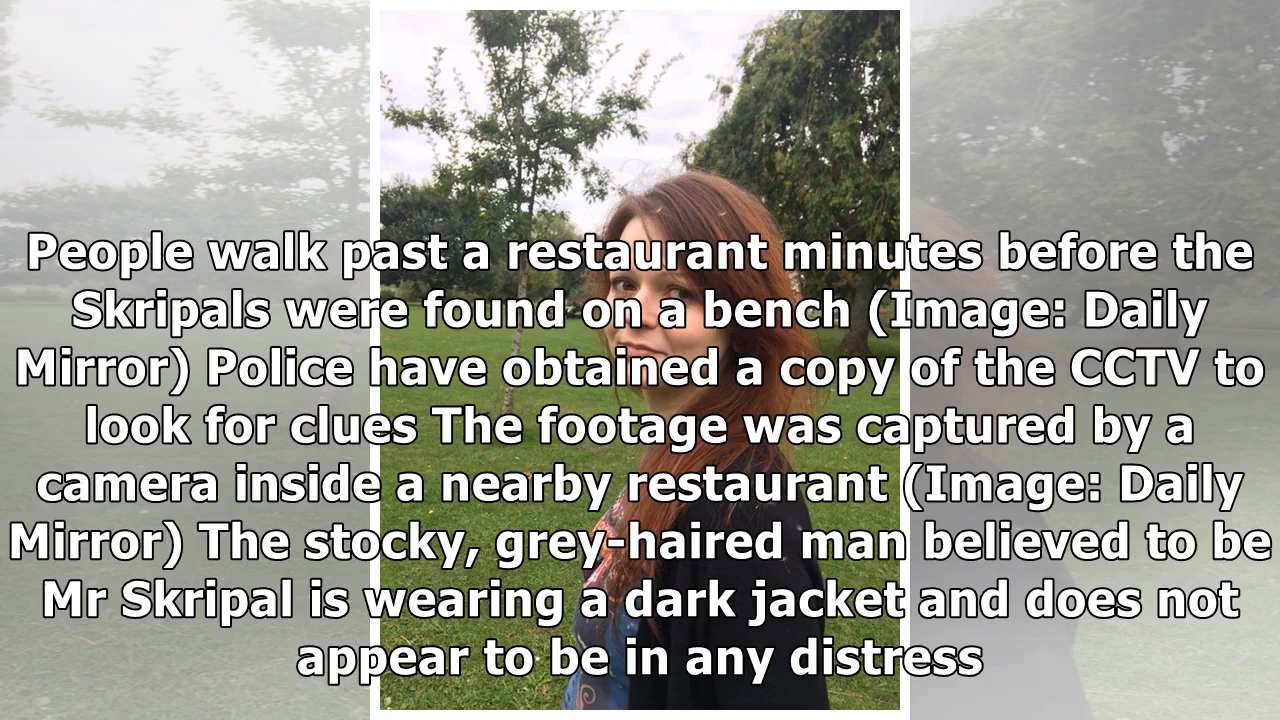 People walk past a restaurant minutes before the
Skripals were found on a bench (Image: Daily
Mirror) Police have obtained a copy of the CCTV to
look for clues The footage was captured by a
camera inside a nearby restaurant (Image: Daily
Mirror) The stocky, grey-haired man believed to be
Mr Skripal is wearing a dark jacket and does not
appear to be in any distress